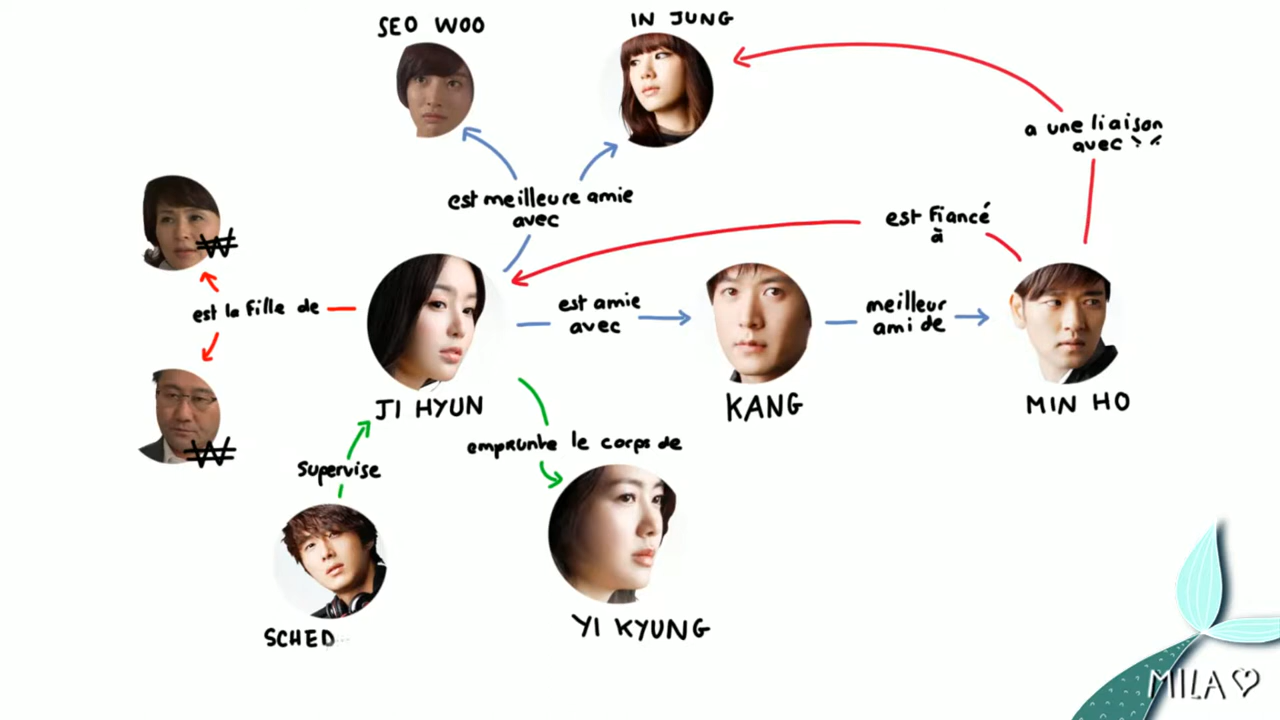 SEO WOO
IN JUNG
a une liaison
avec
est meilleure amie
avec
est fiancé
à
₩
est la fille de
est amie
avec
meilleur
ami de
JI HYUN
KANG
MIN HO
emprunte le corps de
₩
Supervise
YI KYUNG
SCHED
MILA ♡